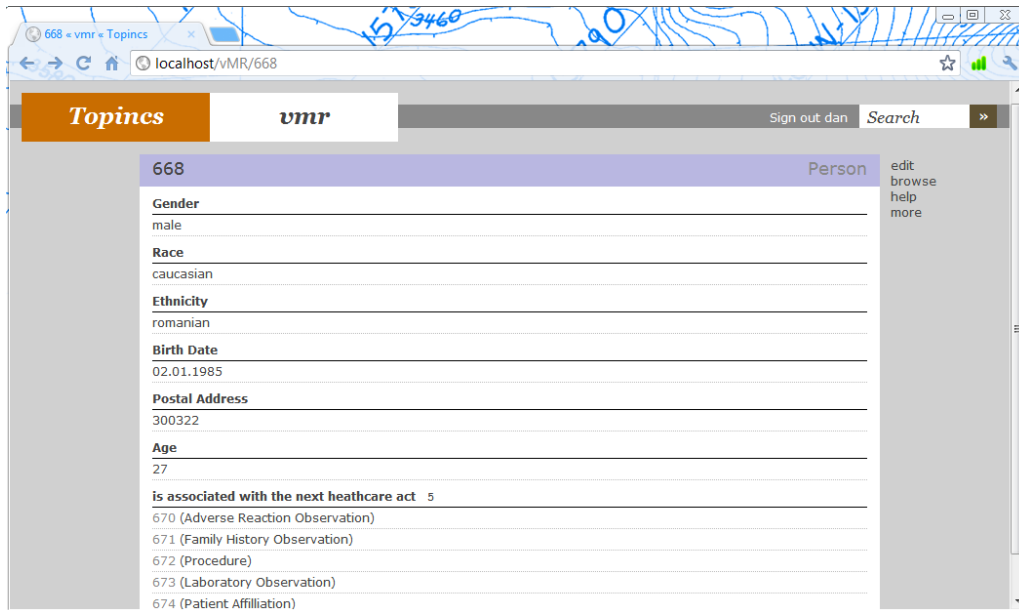 3460
668 « vmr « Topincs
localhost/vMR/668
Topincs
vmr
Sign out dan
Search
»
668
Person
edit
browse
help
more
Gender
male
Race
caucasian
Ethnicity
romanian
Birth Date
02.01.1985
Postal Address
300322
Age
27
is associated with the next heathcare act 5
670 (Adverse Reaction Observation)
671 (Family History Observation)
672 (Procedure)
673 (Laboratory Observation)
674 (Patient Affilliation)